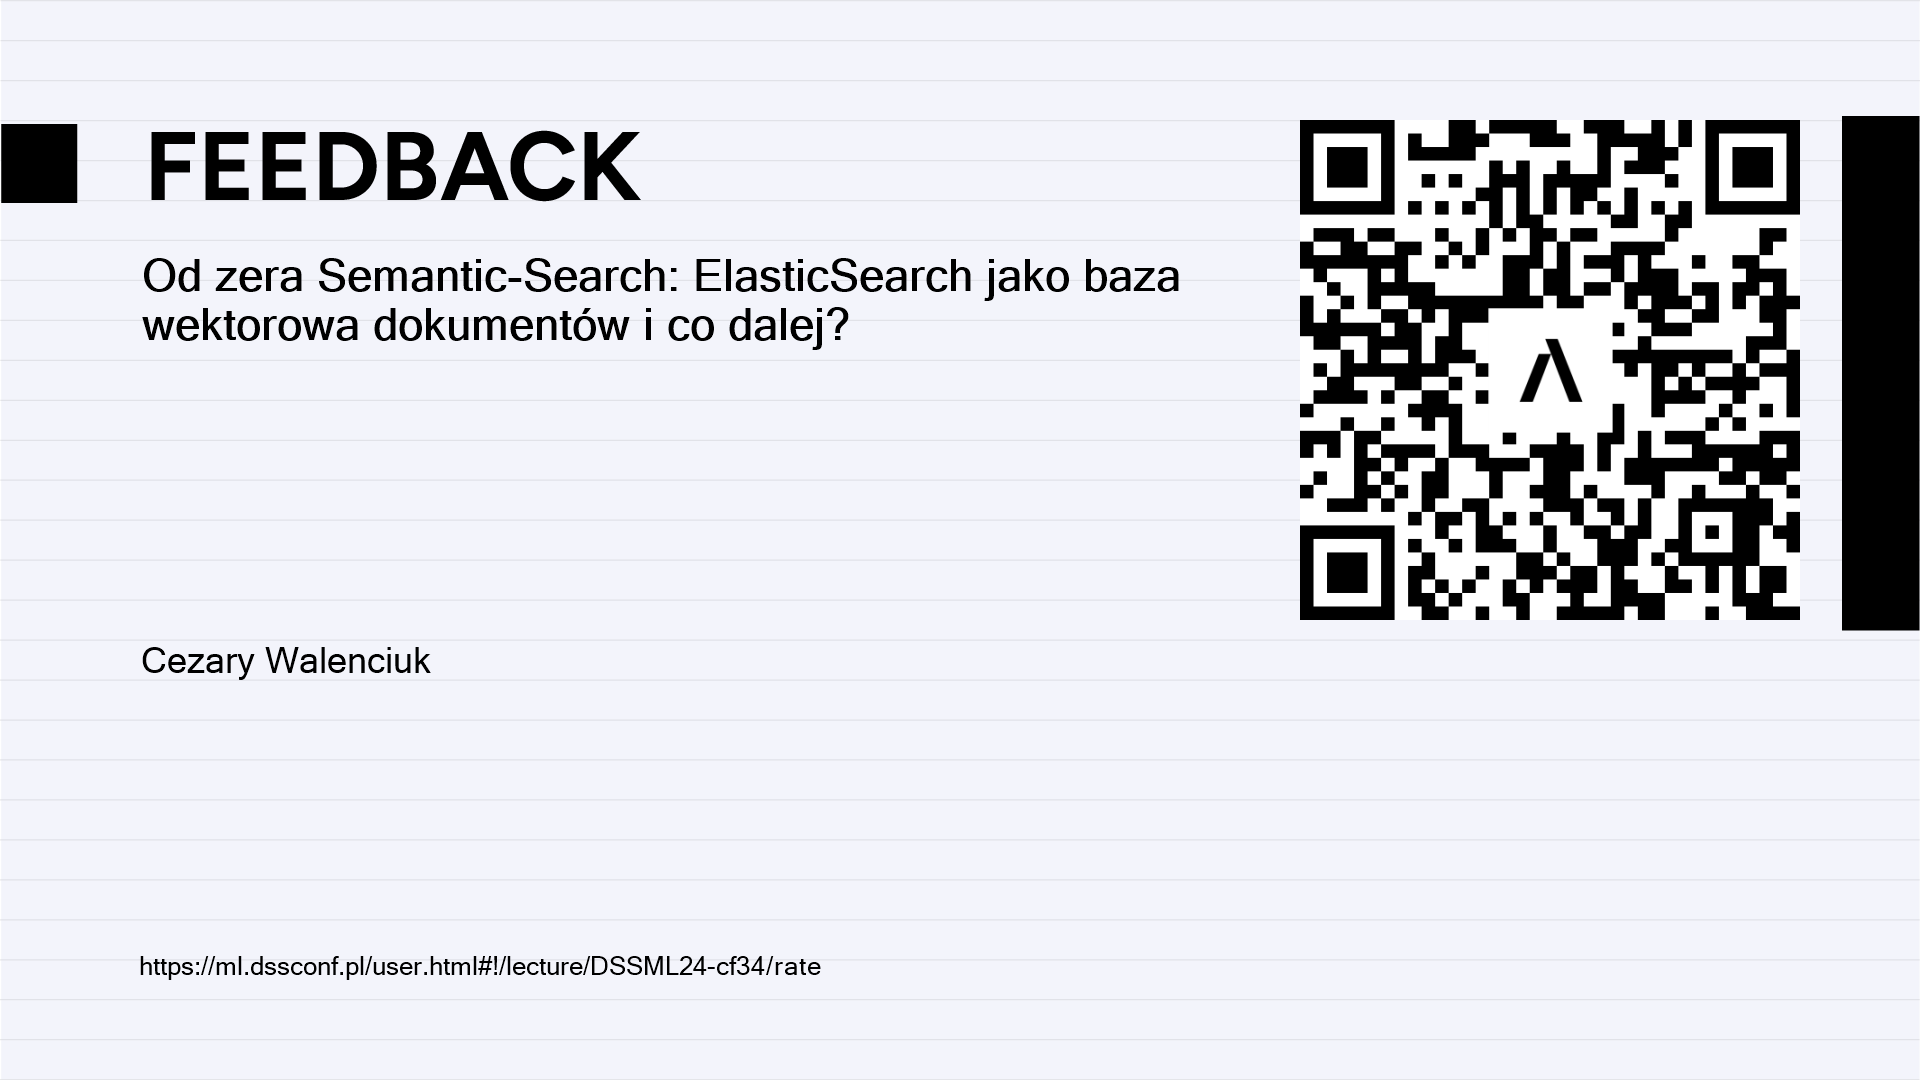 FEEDBACK
Od zera Semantic-Search: ElasticSearch jako baza
wektorowa dokumentów i co dalej?
Cezary Walenciuk
https://ml.dssconf.pl/user.html#!/lecture/DSSML24-cf34/rate